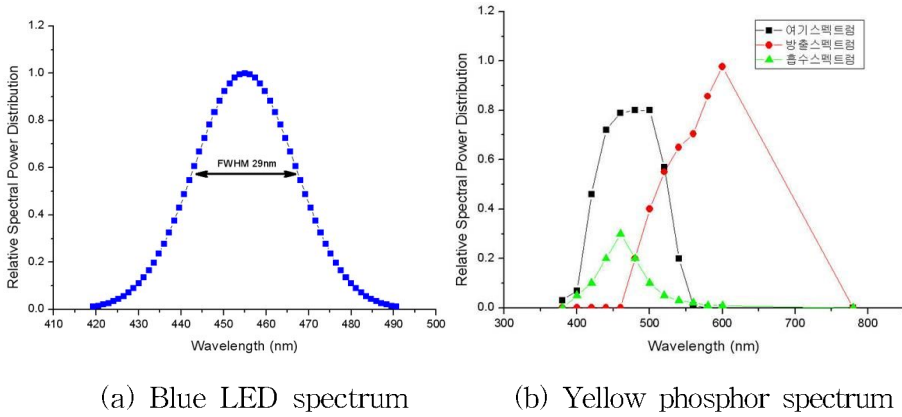 Relative Spectral Power Distribution
1.2
1.0
0.8
0.6
0.4
0.2
0.0
FWHM 29nm
410 420 430 440 450 460 470 480 490 500
Wavelength (nm)
(a) Blue LED spectrum
Relative Spectral Power Distribution
1.2
1.0
0.8
0.6
0.4
0.2
0.0
여기스펙트럼
방출스펙트럼
흡수스펙트럼
300 400 500 600 700 800
Wavelength (nm)
(b) Yellow phosphor spectrum